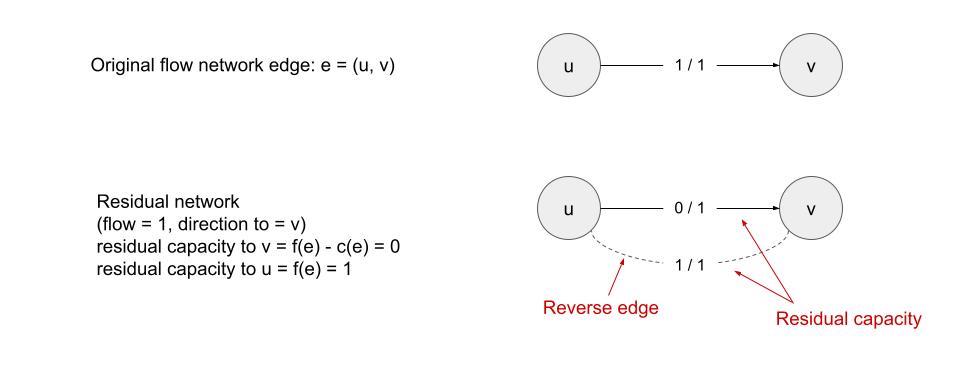 Original flow network edge: e = (u, v)
u
1 / 1
v
Residual network
(flow = 1, direction to = v)
residual capacity to v = f(e) - c(e) = 0
residual capacity to u = f(e) = 1
u
0 / 1
v
1 / 1
Reverse edge
Residual capacity